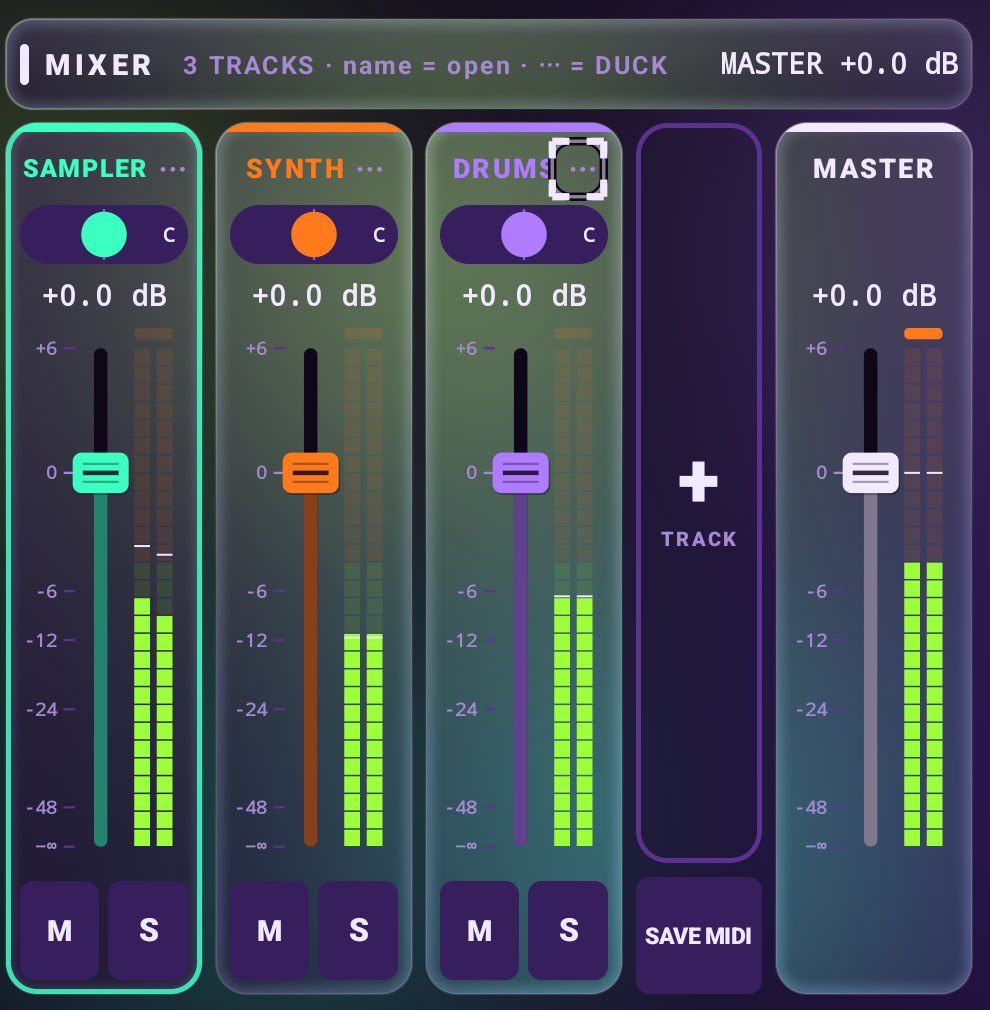 MIXER 3 TRACKS · name = open · ··· = DUCK MASTER +0.0 dB
SAMPLER ··· SYNTH ··· DRUMS ··· MASTER
C C C
+0.0 dB +0.0 dB +0.0 dB +0.0 dB
+6 +6 +6 +6
0 0 0 0
+
TRACK
-6 -6 -6 -6
-12 -12 -12 -12
-24 -24 -24 -24
-48 -48 -48 -48
-∞ -∞ -∞ -∞
M S M S M S SAVE MIDI